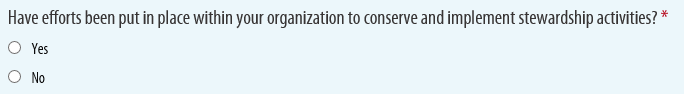 Have efforts been put in place within your organization to conserve and implement stewardship activities? *
Yes
No